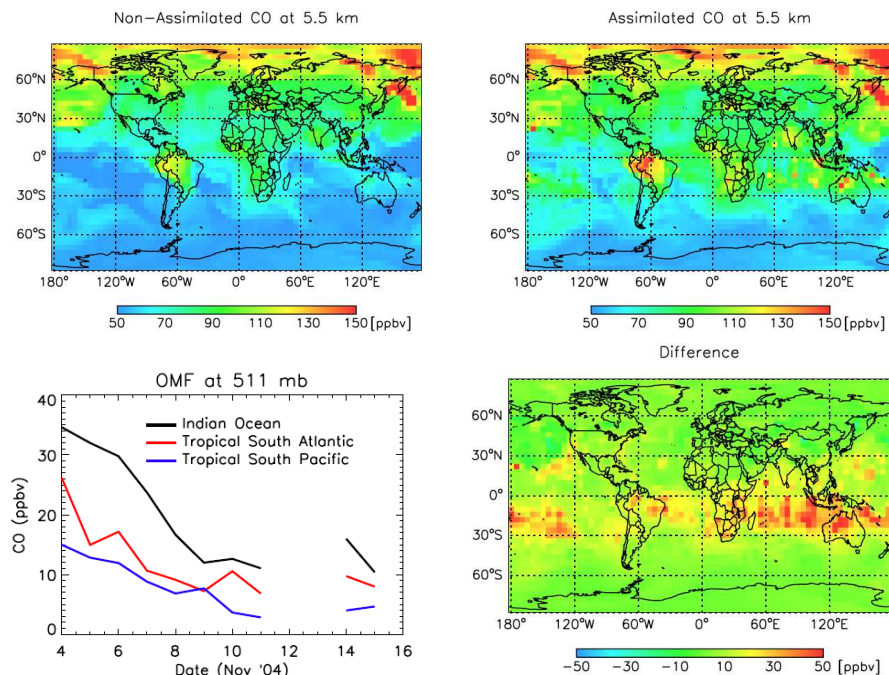 Non-Assimilated CO at 5.5 km
60°N
30°N
0°
30°S
60°S
180° 120°W 60°W 0° 60°E 120°E
50 70 90 110 130 150 [ppbv]
Assimilated CO at 5.5 km
60°N
30°N
0°
30°S
60°S
180° 120°W 60°W 0° 60°E 120°E
50 70 90 110 130 150 [ppbv]
OMF at 511 mb
CO (ppbv)
40
30
20
10
0
Indian Ocean
Tropical South Atlantic
Tropical South Pacific
4 6 8 10 12 14 16
Date (Nov '04)
Difference
60°N
30°N
0°
30°S
60°S
180° 120°W 60°W 0° 60°E 120°E
-50 -30 -10 10 30 50 [ppbv]